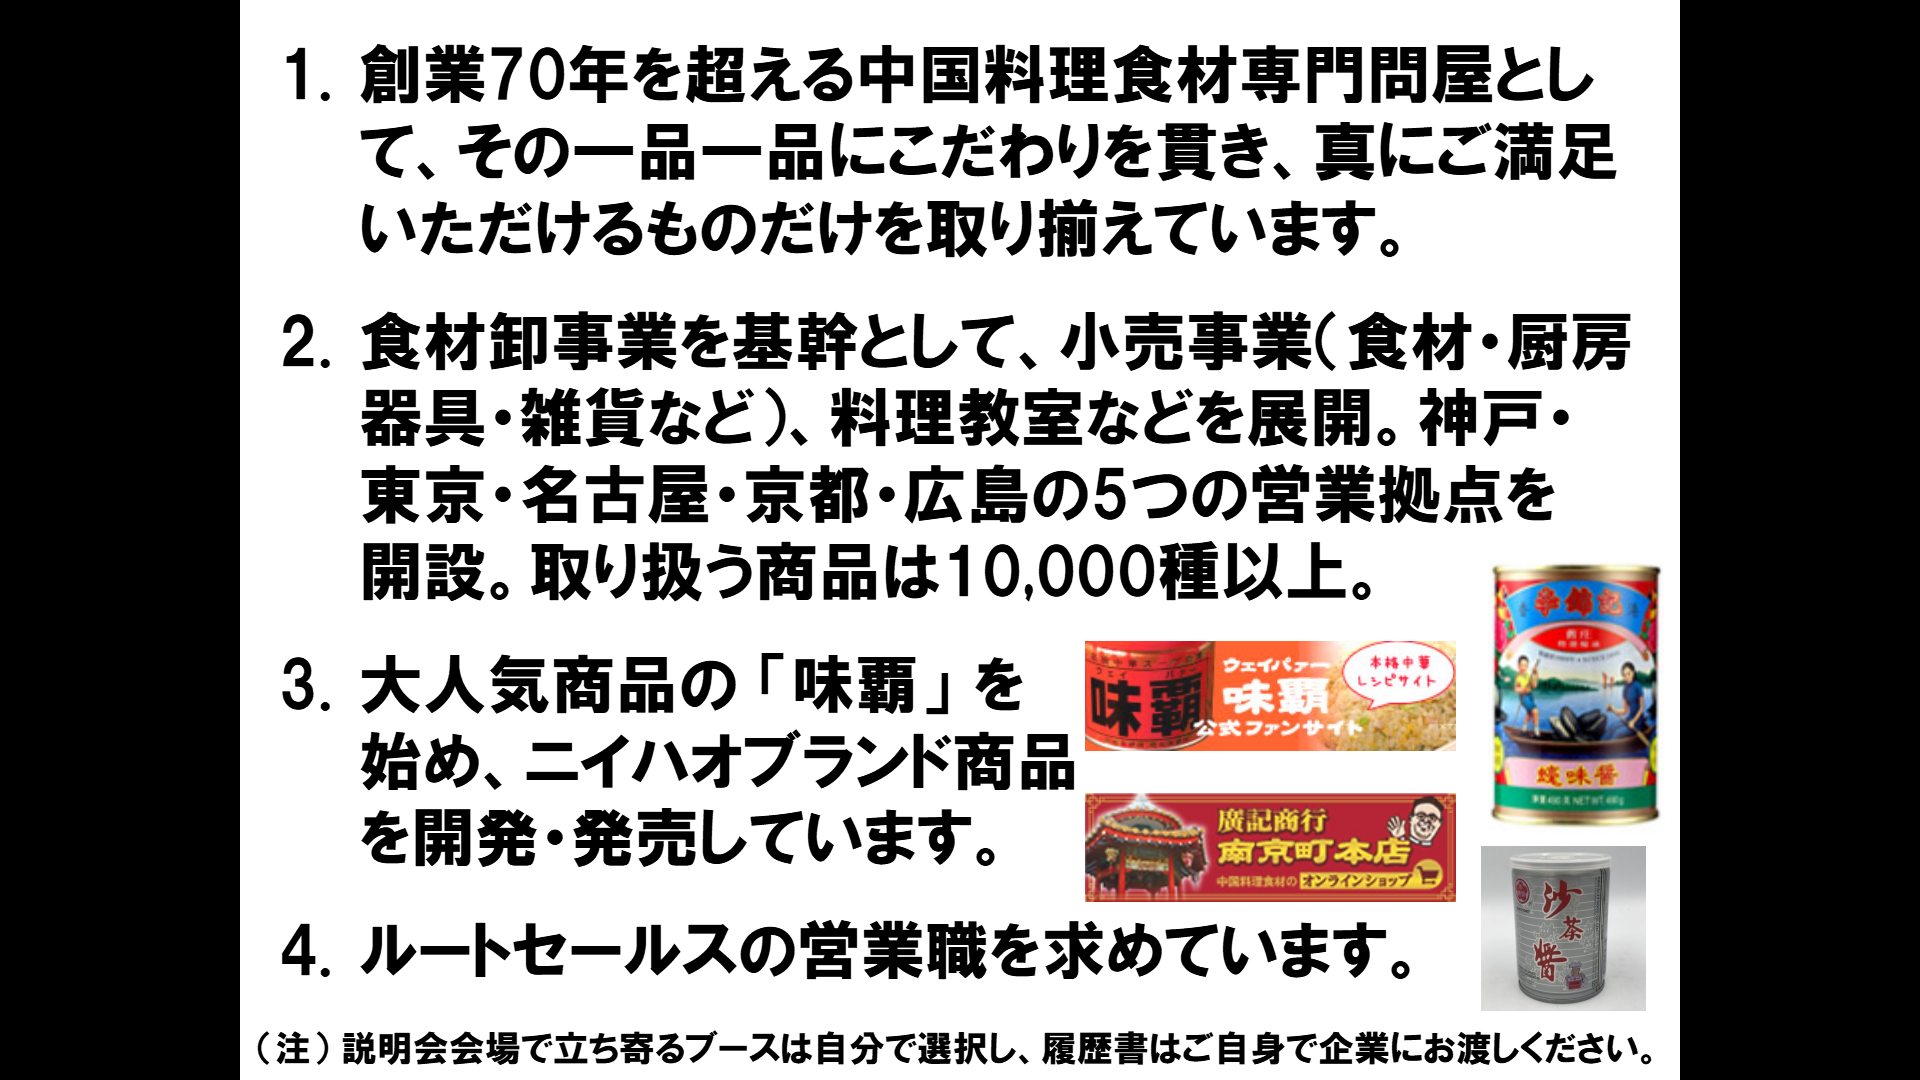 1. 創業70年を超える中国料理食材専門問屋とし
て、その一品一品にこだわりを貫き、真にご満足
いただけるものだけを取り揃えています。
2. 食材卸事業を基幹として、小売事業(食材・厨房
器具・雑貨など)、料理教室などを展開。神戸・
東京・名古屋・京都・広島の5つの営業拠点を
開設。取り扱う商品は10,000種以上。
3. 大人気商品の「味覇」を
始め、ニイハオブランド商品
を開発・発売しています。
ウェイパァー
味覇
公式ファンサイト
本格中華
レシピサイト
味覇
廣記商行
南京町本店
中国料理食材の オンラインショップ
李錦記
蠔味醤
沙茶醬
4. ルートセールスの営業職を求めています。
(注)説明会会場で立ち寄るブースは自分で選択し、履歴書はご自身で企業にお渡しください。